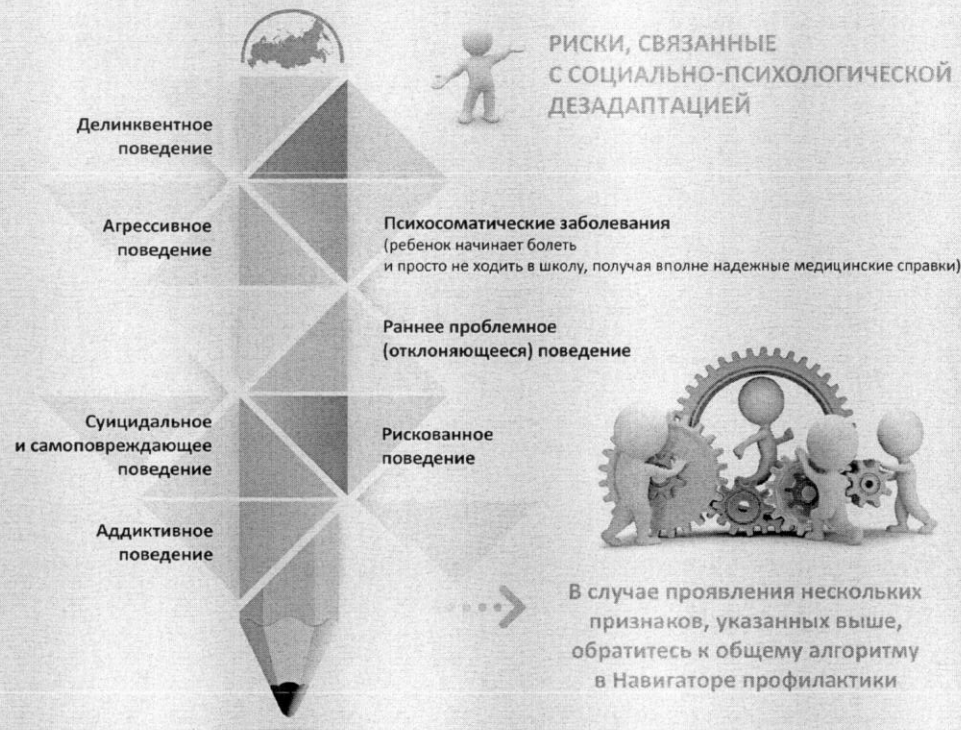 РИСКИ, СВЯЗАННЫЕ
С СОЦИАЛЬНО-ПСИХОЛОГИЧЕСКОЙ
ДЕЗАДАПТАЦИЕЙ
Делинквентное
поведение
Агрессивное
поведение
Психосоматические заболевания
(ребенок начинает болеть
и просто не ходить в школу, получая вполне надежные медицинские справки)
Раннее проблемное
(отклоняющееся) поведение
Суицидальное
и самоповреждающее
поведение
Рискованное
поведение
Аддиктивное
поведение
В случае проявления нескольких
признаков, указанных выше,
обратитесь к общему алгоритму
в Навигаторе профилактики